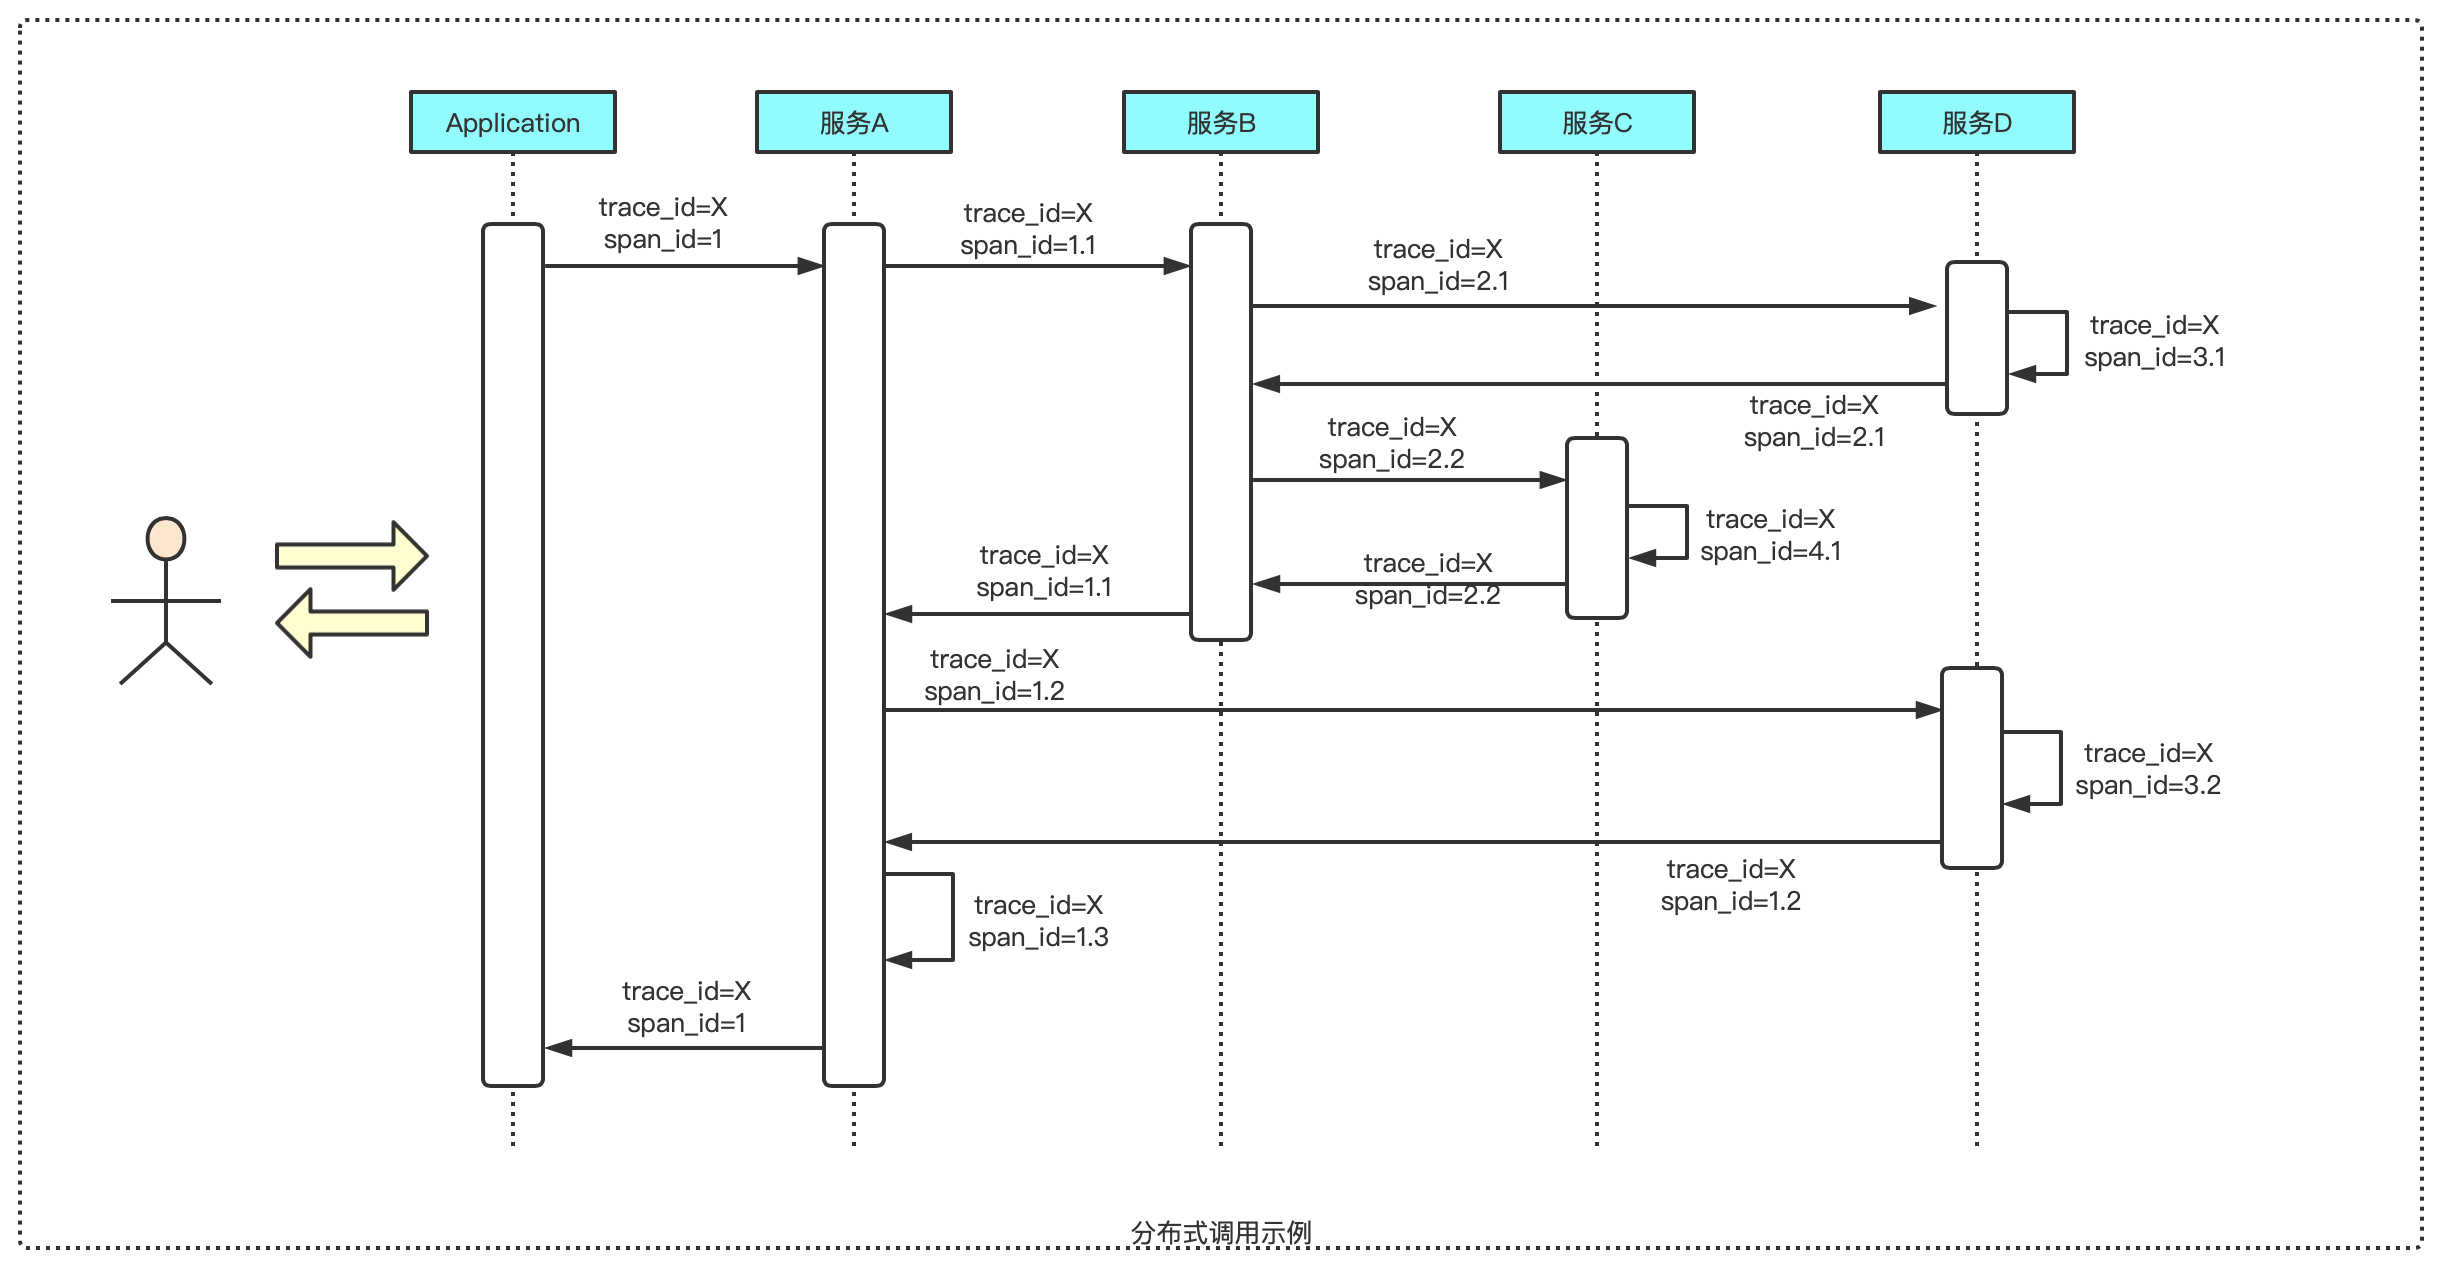 Application
服务A
服务B
服务C
服务D
trace_id=X
span_id=1
trace_id=X
span_id=1.1
trace_id=X
span_id=2.1
trace_id=X
span_id=3.1
trace_id=X
span_id=2.1
trace_id=X
span_id=2.2
trace_id=X
span_id=4.1
trace_id=X
span_id=2.2
trace_id=X
span_id=1.1
trace_id=X
span_id=1.2
trace_id=X
span_id=3.2
trace_id=X
span_id=1.2
trace_id=X
span_id=1.3
trace_id=X
span_id=1
分布式调用示例